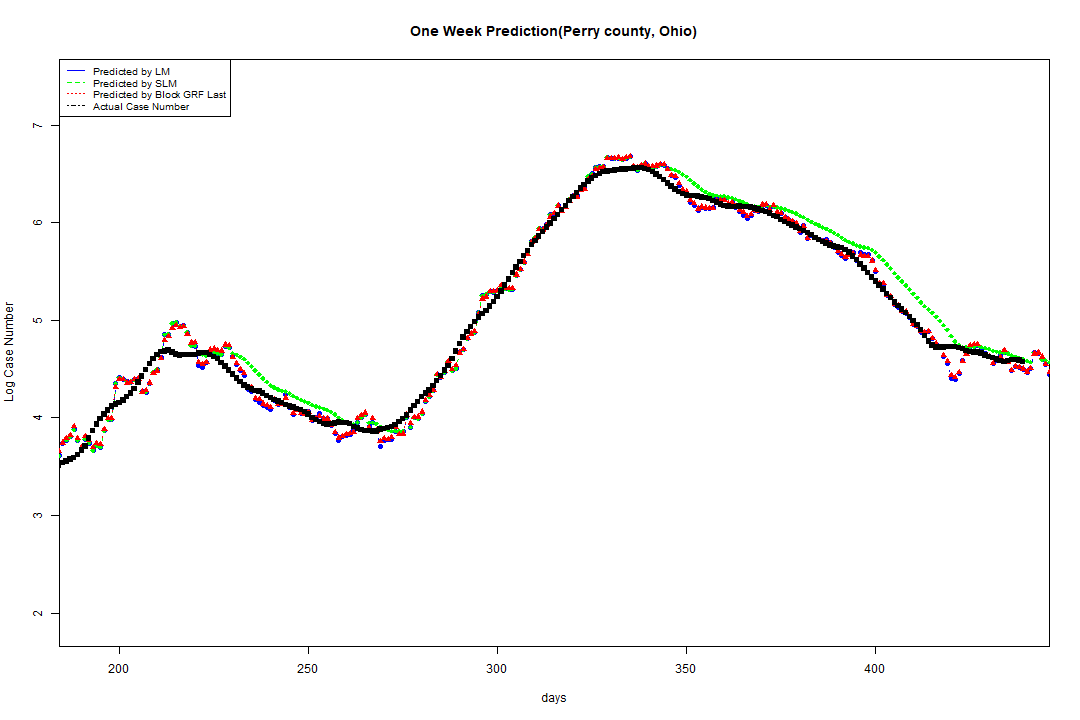 One Week Prediction(Perry county, Ohio)
Predicted by LM
Predicted by SLM
Predicted by Block GRF Last
Actual Case Number
7
6
5
4
3
2
Log Case Number
200 250 300 350 400
days